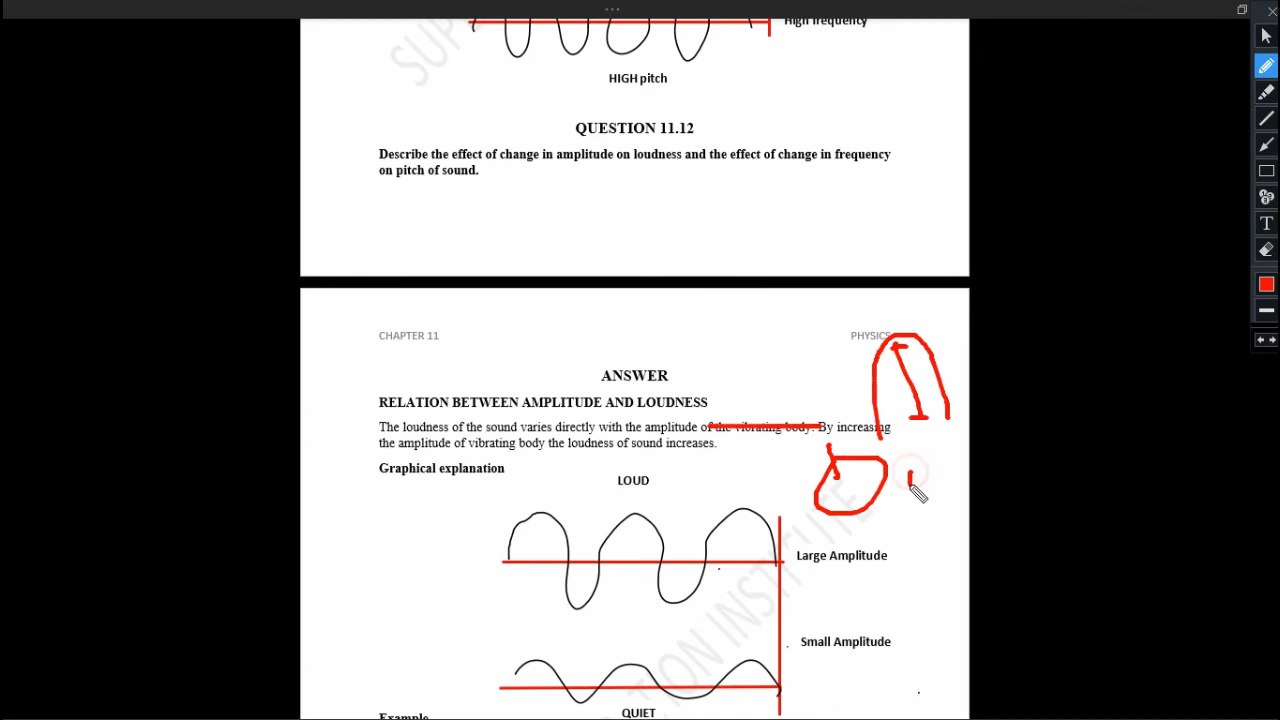 High frequency
HIGH pitch
QUESTION 11.12
Describe the effect of change in amplitude on loudness and the effect of change in frequency
on pitch of sound.
CHAPTER 11
PHYSICS
ANSWER
RELATION BETWEEN AMPLITUDE AND LOUDNESS
The loudness of the sound varies directly with the amplitude of the vibrating body. By increasing
the amplitude of vibrating body the loudness of sound increases.
Graphical explanation
LOUD
Large Amplitude
Small Amplitude
QUIET
Example
INSTITUTE
T